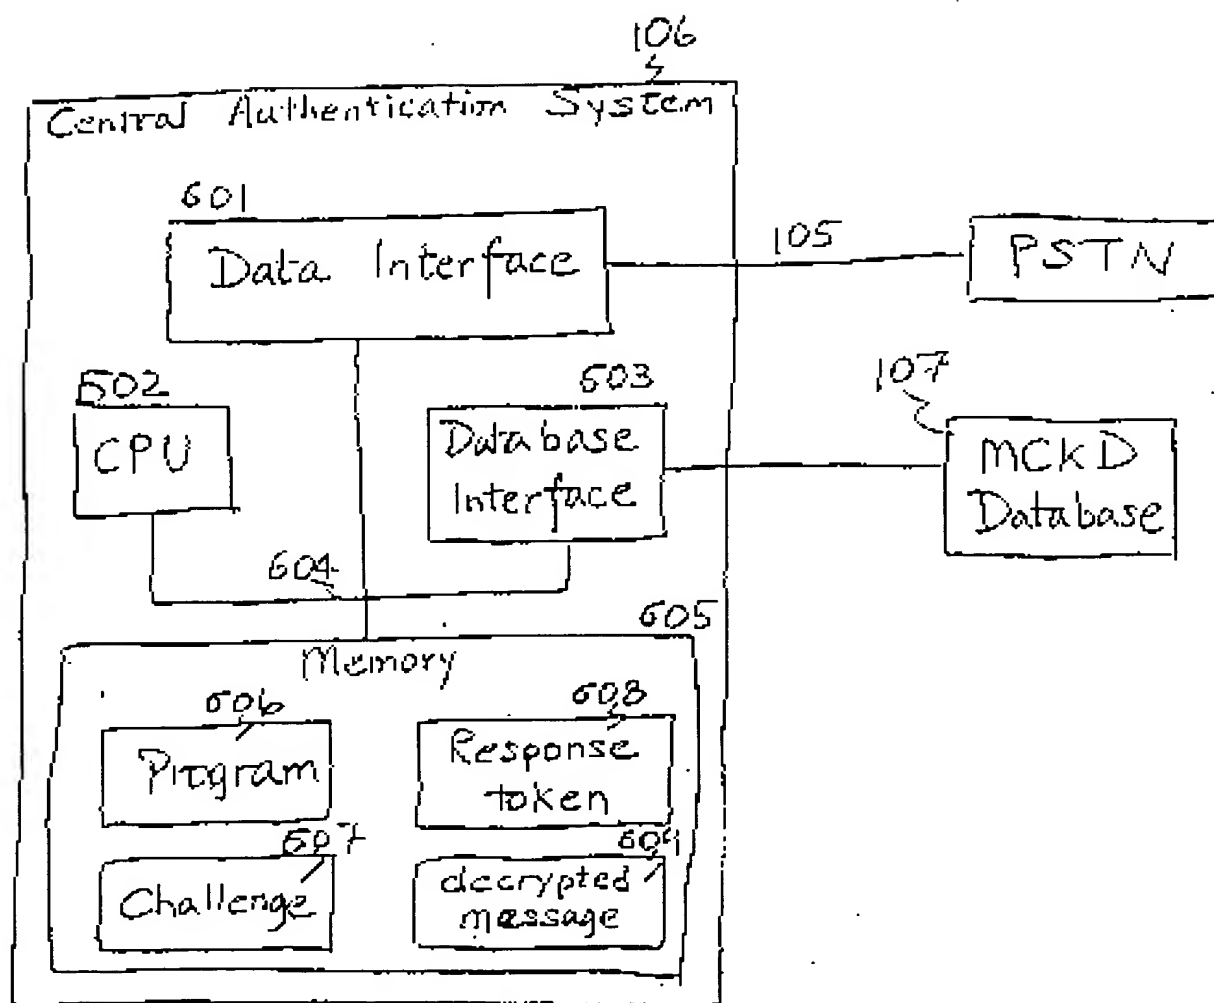 106
Central Authentication System
601
Data Interface
105
PSTN
602
CPU
603
Database
Interface
107
MCKD
Database
604
605
Memory
606
Program
608
Response
token
607
Challenge
609
decrypted
message